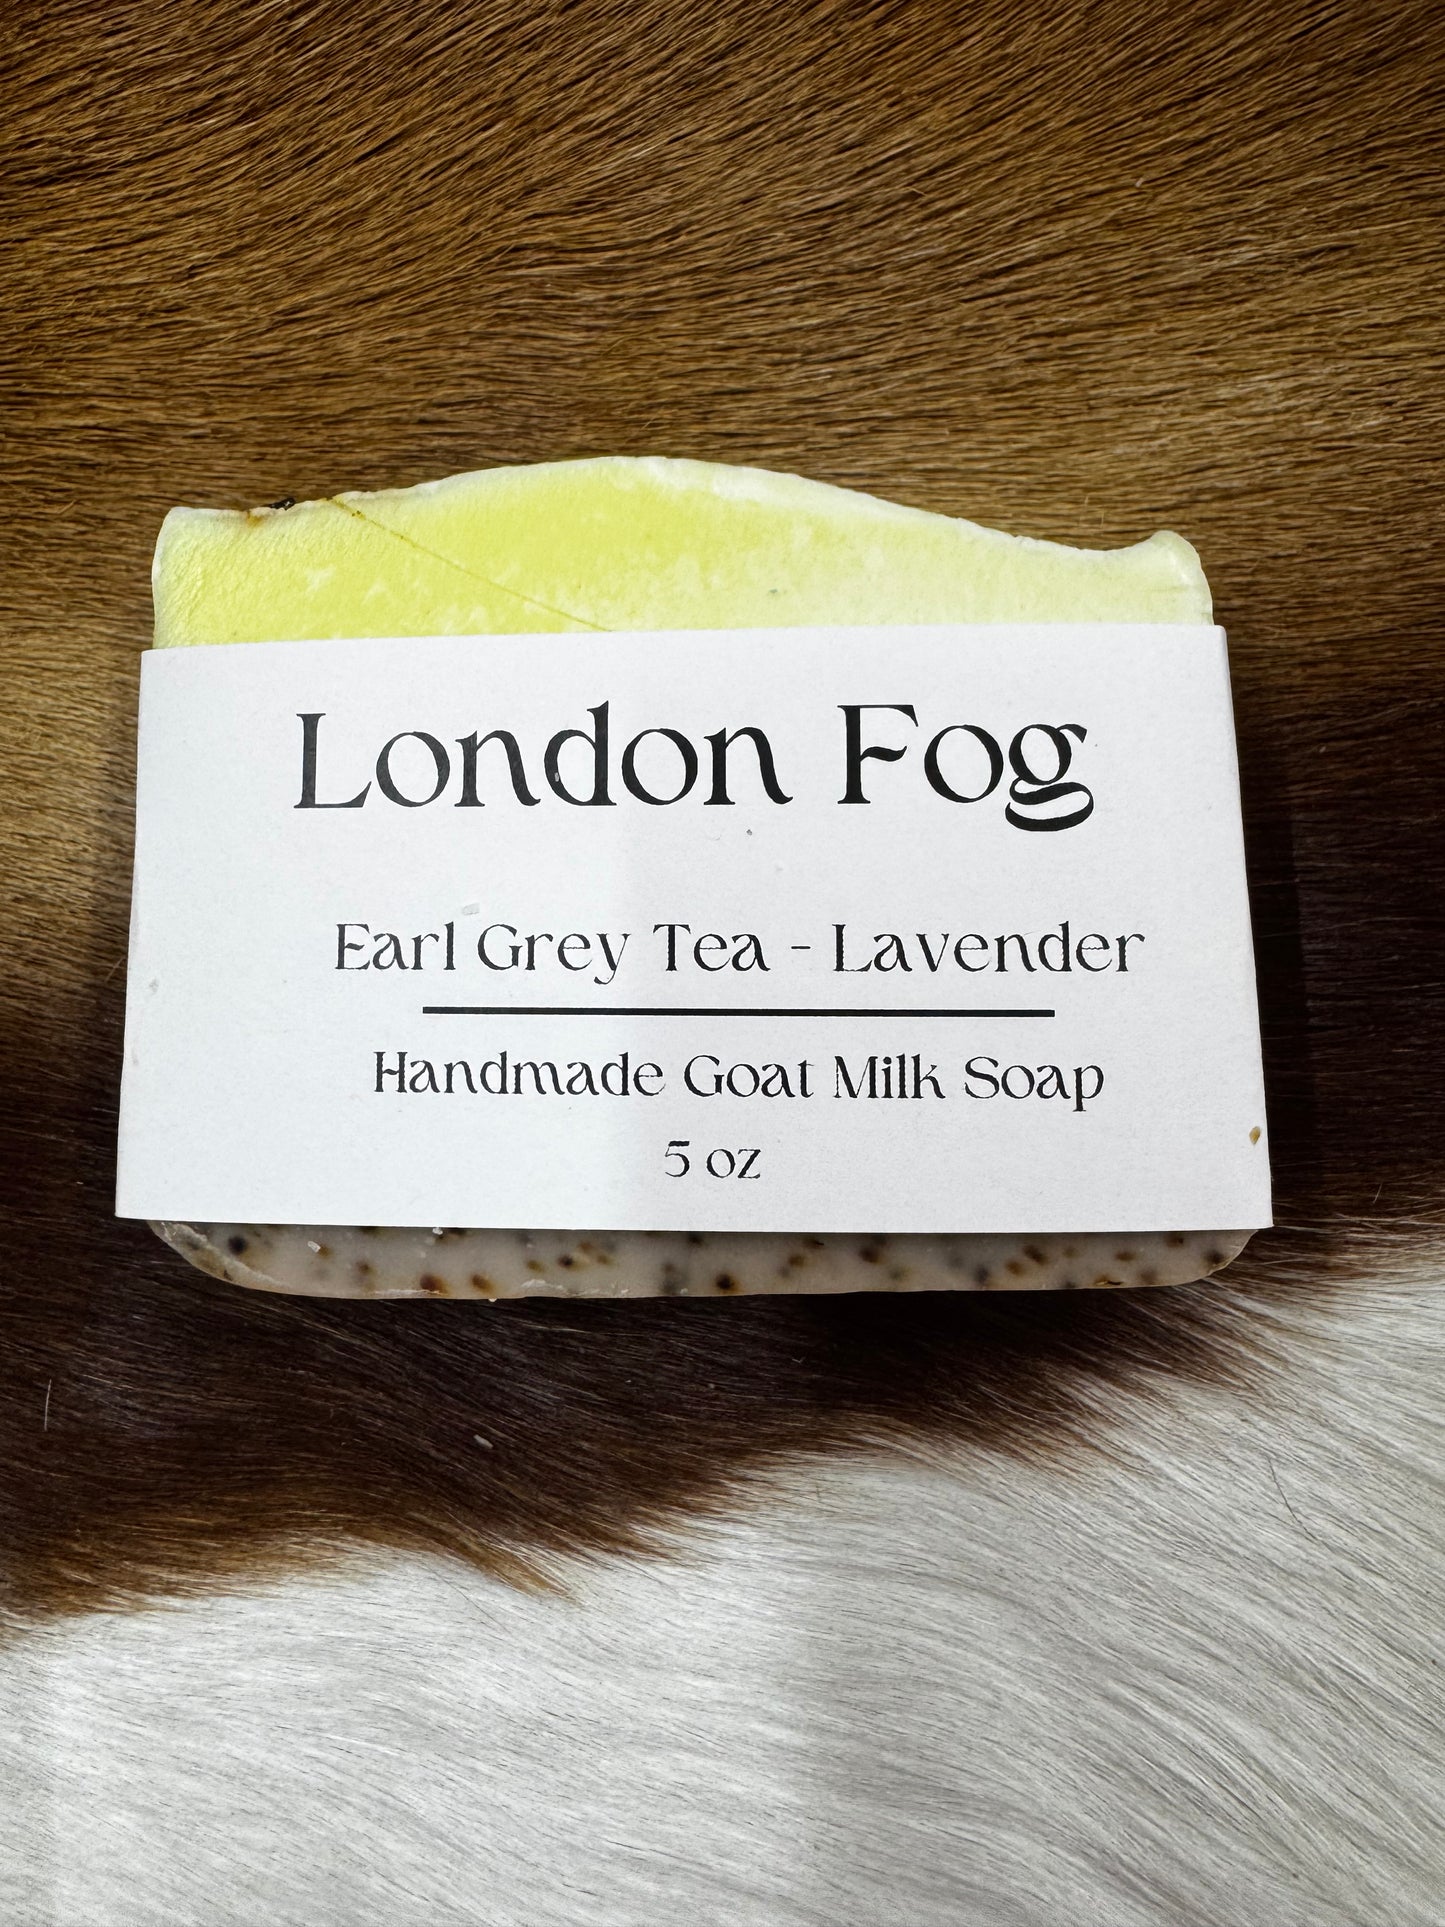 London Fog
Earl Grey Tea - Lavender
Handmade Goat Milk Soap
5 oz